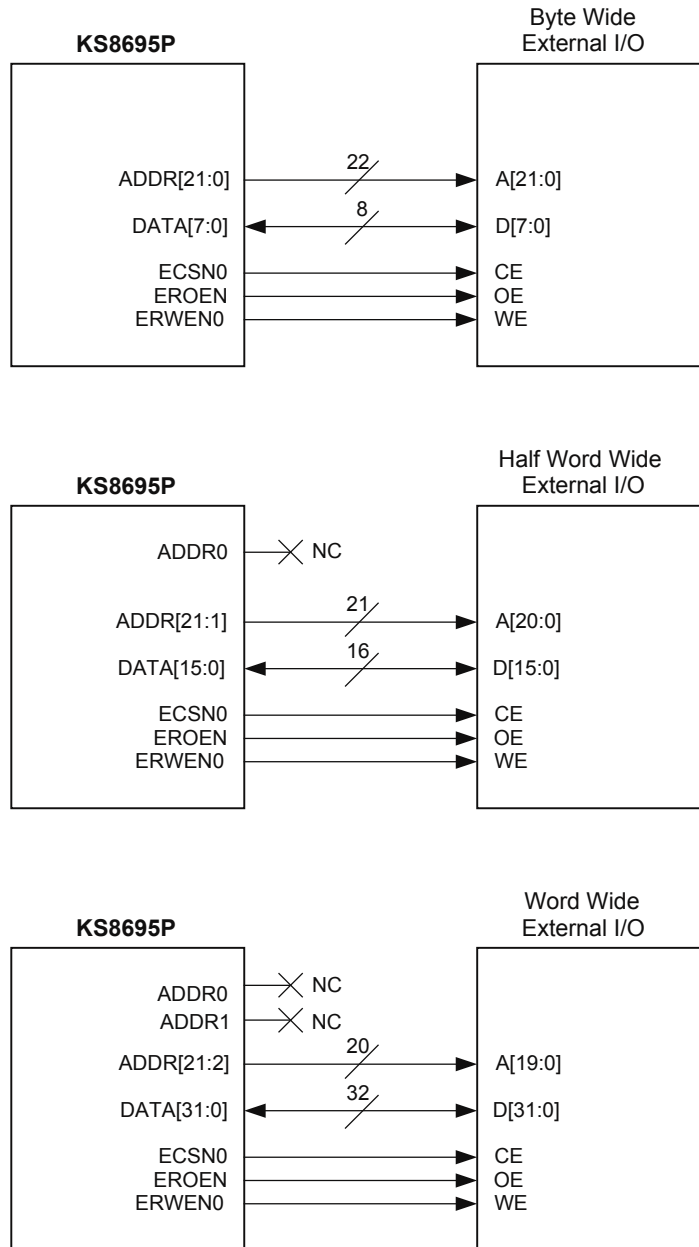 KS8695P
Byte Wide
External I/O
ADDR[21:0]
22
A[21:0]
DATA[7:0]
8
D[7:0]
ECSN0
CE
EROEN
OE
ERWEN0
WE
KS8695P
Half Word Wide
External I/O
ADDR0
NC
ADDR[21:1]
21
A[20:0]
DATA[15:0]
16
D[15:0]
ECSN0
CE
EROEN
OE
ERWEN0
WE
KS8695P
Word Wide
External I/O
ADDR0
NC
ADDR1
NC
ADDR[21:2]
20
A[19:0]
DATA[31:0]
32
D[31:0]
ECSN0
CE
EROEN
OE
ERWEN0
WE